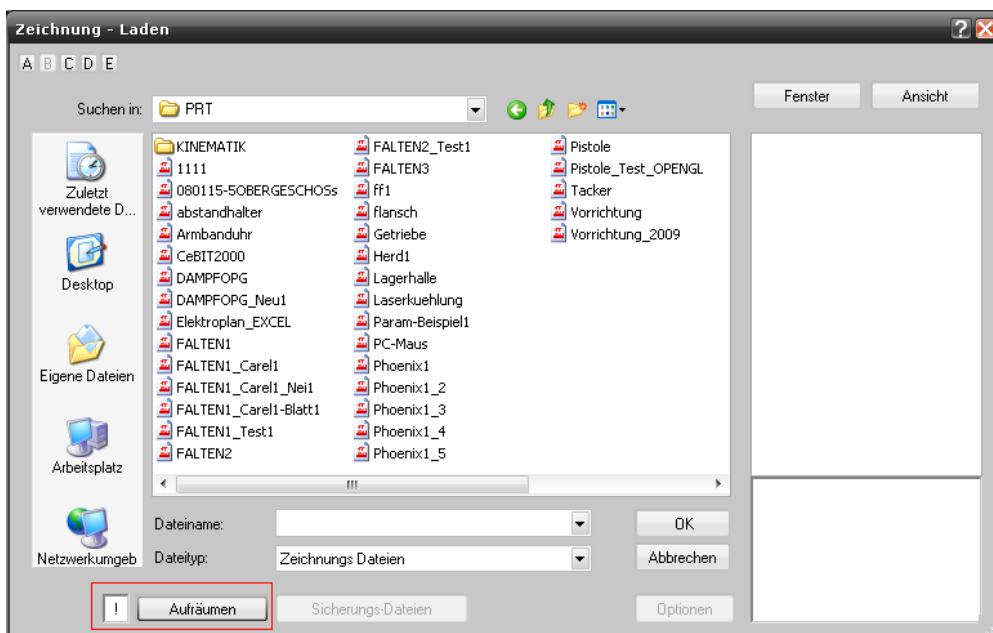 Zeichnung - Laden
A B C D E
Fenster Ansicht
Suchen in: PRT
Zuletzt verwendete D...
Desktop
Eigene Dateien
Arbeitsplatz
Netzwerkumgeb
KINEMATIK
1111
080115-5OBERGESCHOSs
abstandhalter
Armbanduhr
CeBIT2000
DAMPFOPG
DAMPFOPG_Neu1
Elektroplan_EXCEL
FALTEN1
FALTEN1_Carel1
FALTEN1_Carel1_Nei1
FALTEN1_Carel1-Blatt1
FALTEN1_Test1
FALTEN2
FALTEN2_Test1
FALTEN3
ff1
flansch
Getriebe
Herd1
Lagerhalle
Laserkuehlung
Param-Beispiel1
PC-Maus
Phoenix1
Phoenix1_2
Phoenix1_3
Phoenix1_4
Phoenix1_5
Pistole
Pistole_Test_OPENGL
Tacker
Vorrichtung
Vorrichtung_2009
Dateiname: OK
Dateityp: Zeichnungs Dateien Abbrechen
! Aufräumen Sicherungs-Dateien Optionen